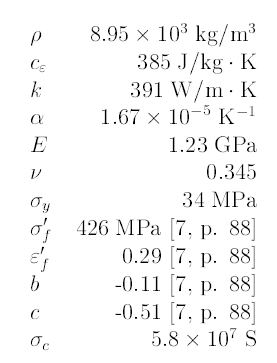 ρ 8.95 × 10³ kg/m³
c_ε 385 J/kg · K
k 391 W/m · K
α 1.67 × 10⁻⁵ K⁻¹
E 1.23 GPa
ν 0.345
σ_y 34 MPa
σ′_f 426 MPa [7, p. 88]
ε′_f 0.29 [7, p. 88]
b -0.11 [7, p. 88]
c -0.51 [7, p. 88]
σ_c 5.8 × 10⁷ S